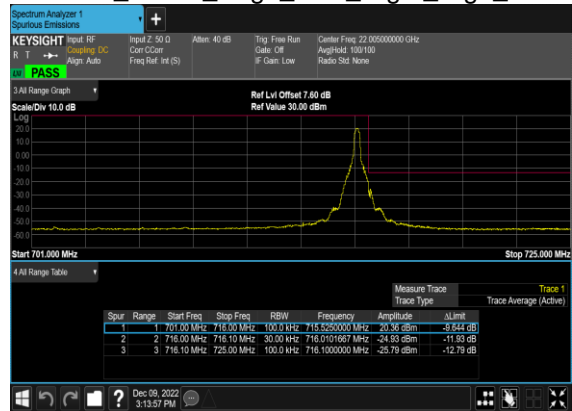 Spectrum Analyzer 1
Spurious Emissions
+
KEYSIGHT Input: RF Input Z: 50 Ω Atten: 40 dB Trig: Free Run Center Freq: 22.005000000 GHz
R T Coupling: DC Corr CCorr Gate: Off Avg|Hold: 100/100
Align: Auto Freq Ref: Int (S) IF Gain: Low Radio Std: None
PASS
3 All Range Graph Ref Lvl Offset 7.60 dB
Scale/Div 10.0 dB Ref Value 30.00 dBm
Log
20.0
10.0
0.00
-10.0
-20.0
-30.0
-40.0
-50.0
-60.0
Start 701.000 MHz Stop 725.000 MHz
4 All Range Table
Measure Trace Trace 1
Trace Type Trace Average (Active)
Spur Range Start Freq Stop Freq RBW Frequency Amplitude ΔLimit
1 1 701.00 MHz 716.00 MHz 100.0 kHz 715.5250000 MHz 20.36 dBm -9.644 dB
2 2 716.00 MHz 716.10 MHz 30.00 kHz 716.0101667 MHz -24.93 dBm -11.93 dB
3 3 716.10 MHz 725.00 MHz 100.0 kHz 716.1000000 MHz -25.79 dBm -12.79 dB
? Dec 09, 2022
3:13:57 PM